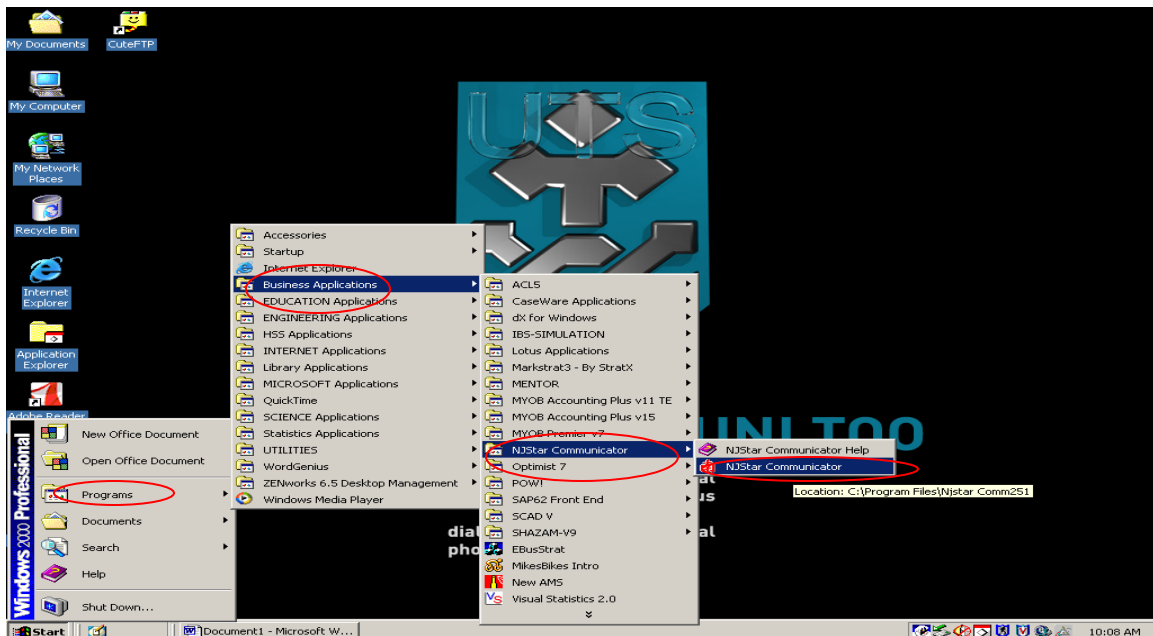 My Documents
CuteFTP
My Computer
My Network
Places
Recycle Bin
Internet
Explorer
Application
Explorer
Adobe Reader
UTS
UNI TOO
dial
pho
al
us
al
Windows 2000 Professional
New Office Document
Open Office Document
Programs
Documents
Search
Help
Shut Down...
Accessories
Startup
Internet Explorer
Business Applications
EDUCATION Applications
ENGINEERING Applications
HSS Applications
INTERNET Applications
Library Applications
MICROSOFT Applications
QuickTime
SCIENCE Applications
Statistics Applications
UTILITIES
WordGenius
ZENworks 6.5 Desktop Management
Windows Media Player
ACL5
CaseWare Applications
dX for Windows
IBS-SIMULATION
Lotus Applications
Markstrat3 - By StratX
MENTOR
MYOB Accounting Plus v11 TE
MYOB Accounting Plus v15
MYOB Premier v7
NJStar Communicator
Optimist 7
POW!
SAP62 Front End
SCAD V
SHAZAM-V9
EBusStrat
MikesBikes Intro
New AMS
Visual Statistics 2.0
NJStar Communicator Help
NJStar Communicator
Location: C:\Program Files\Njstar Comm251
Start
Document1 - Microsoft W...
10:08 AM